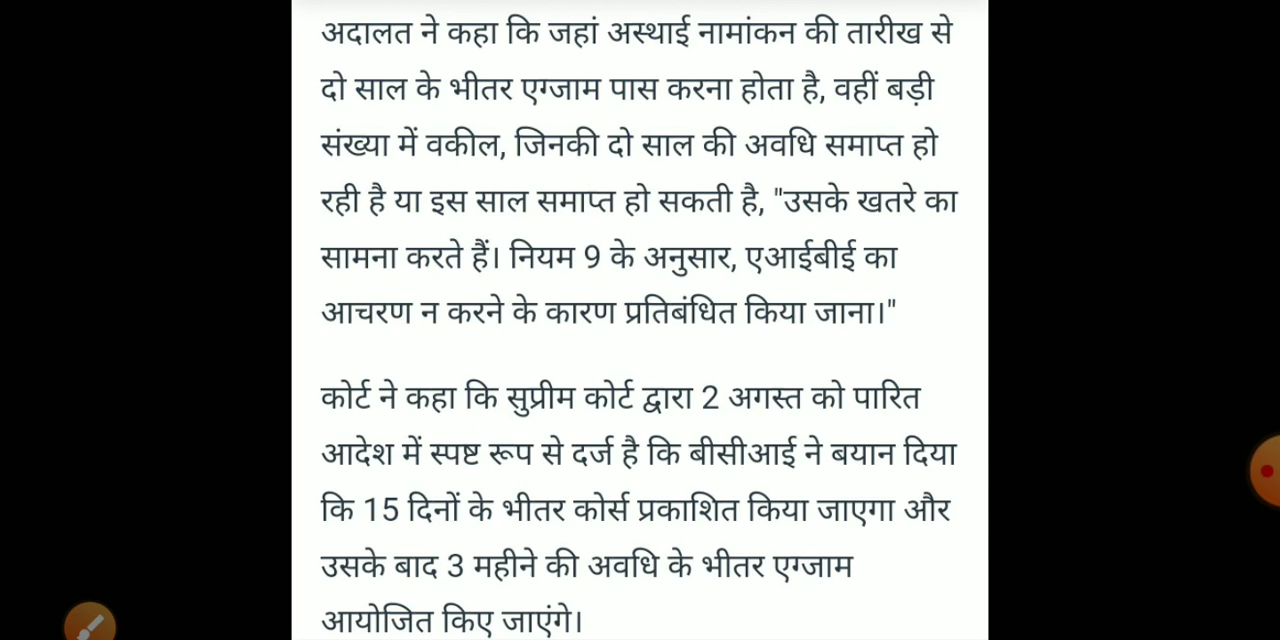 अदालत ने कहा कि जहां अस्थाई नामांकन की तारीख से
दो साल के भीतर एग्जाम पास करना होता है, वहीं बड़ी
संख्या में वकील, जिनकी दो साल की अवधि समाप्त हो
रही है या इस साल समाप्त हो सकती है, "उसके खतरे का
सामना करते हैं। नियम 9 के अनुसार, एआईबीई का
आचरण न करने के कारण प्रतिबंधित किया जाना।"
कोर्ट ने कहा कि सुप्रीम कोर्ट द्वारा 2 अगस्त को पारित
आदेश में स्पष्ट रूप से दर्ज है कि बीसीआई ने बयान दिया
कि 15 दिनों के भीतर कोर्स प्रकाशित किया जाएगा और
उसके बाद 3 महीने की अवधि के भीतर एग्जाम
आयोजित किए जाएंगे।